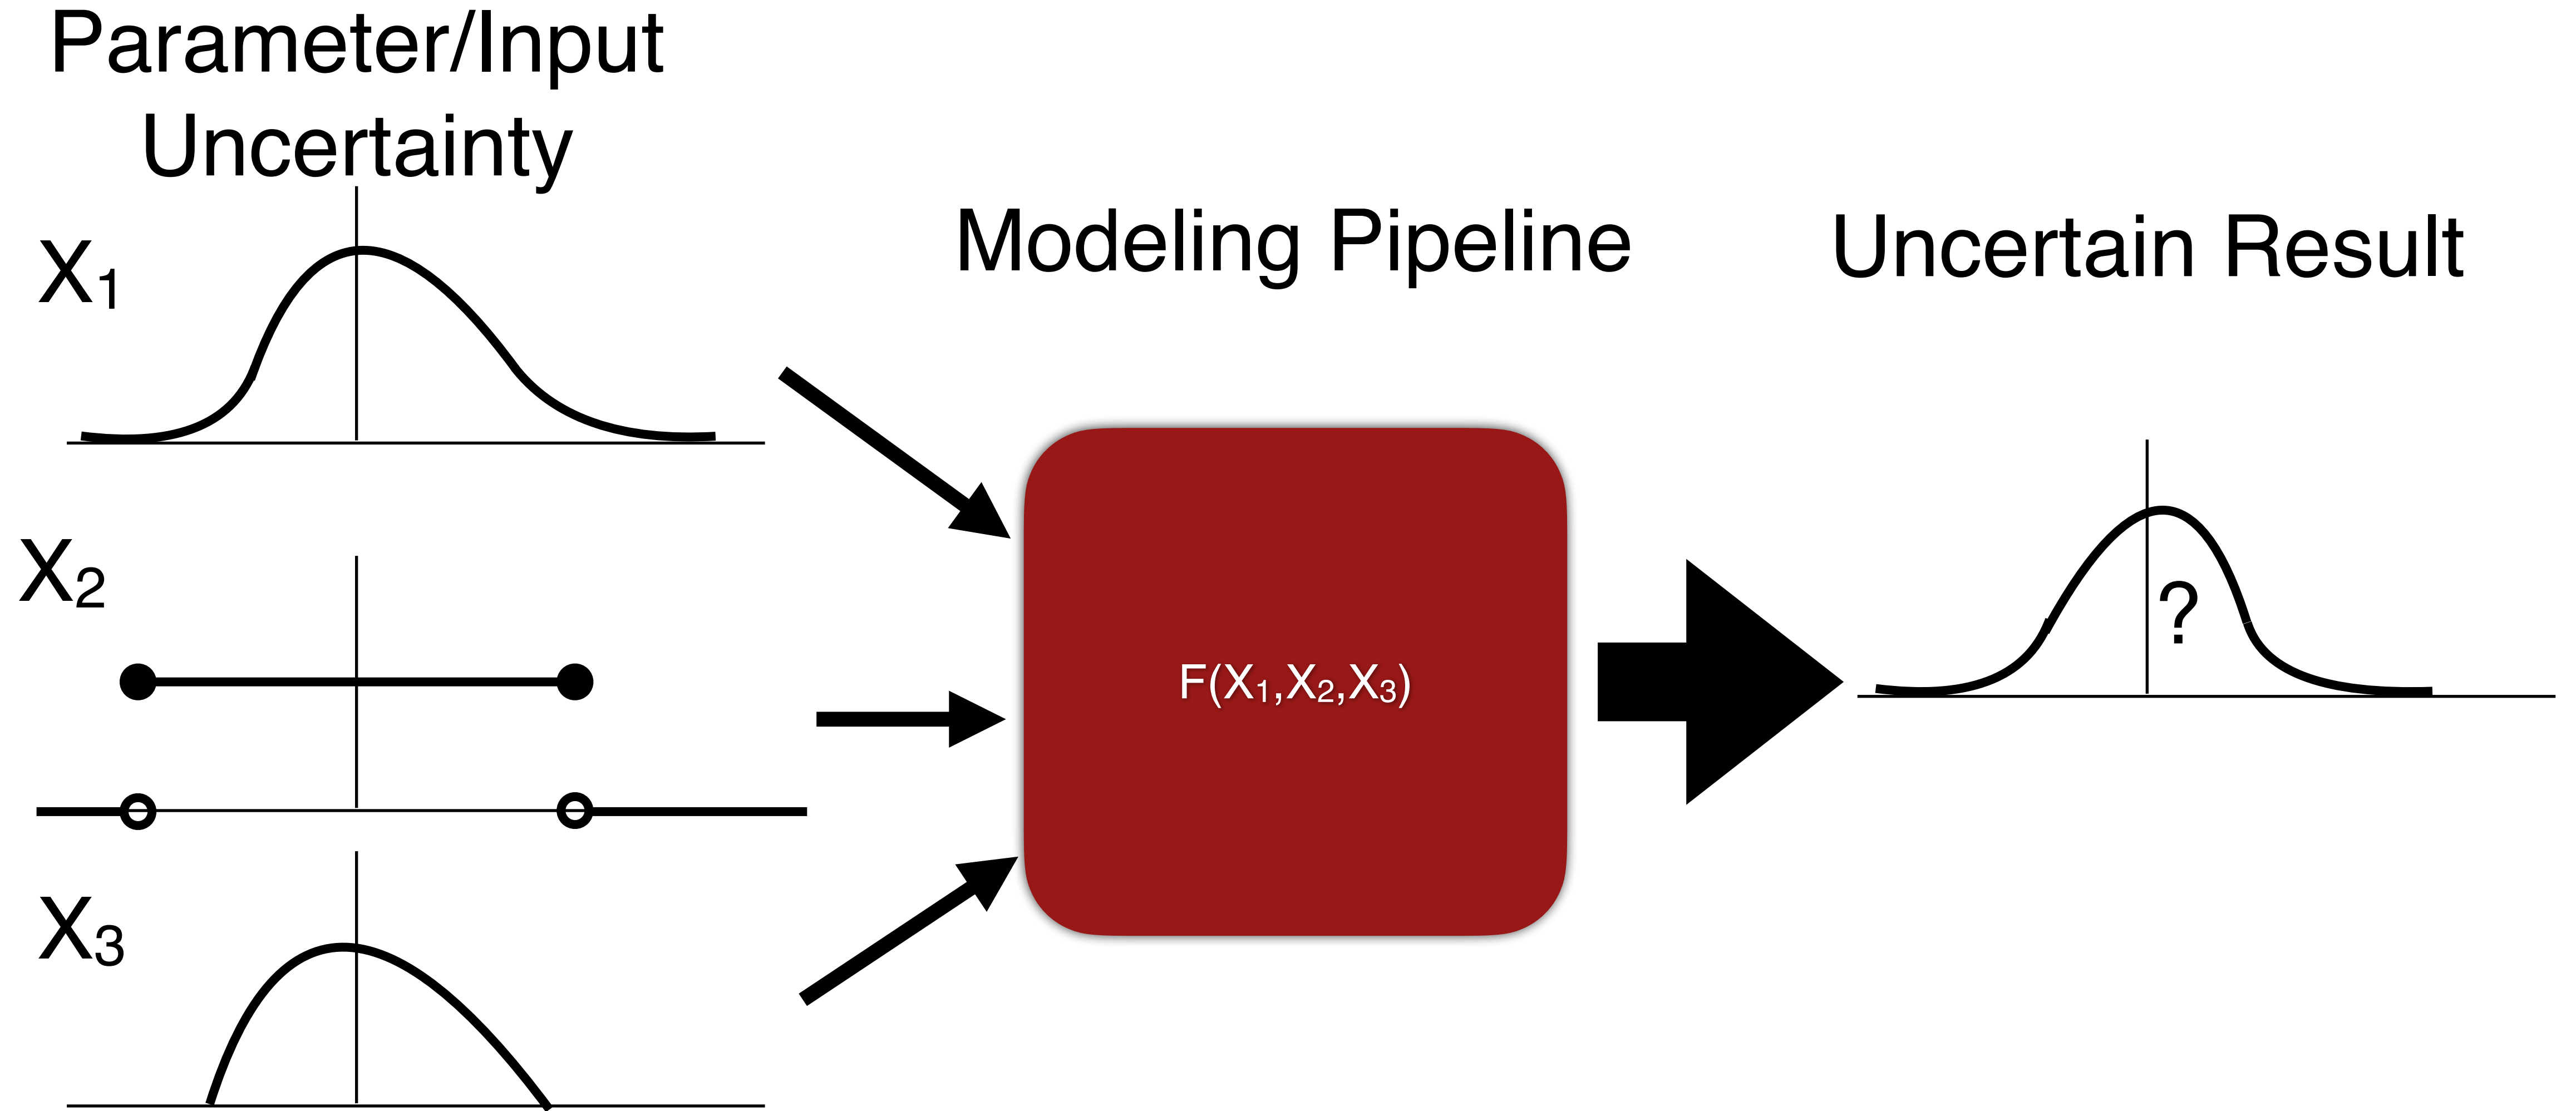 Parameter/Input
Uncertainty
X₁
X₂
X₃
Modeling Pipeline
F(X₁,X₂,X₃)
Uncertain Result
?